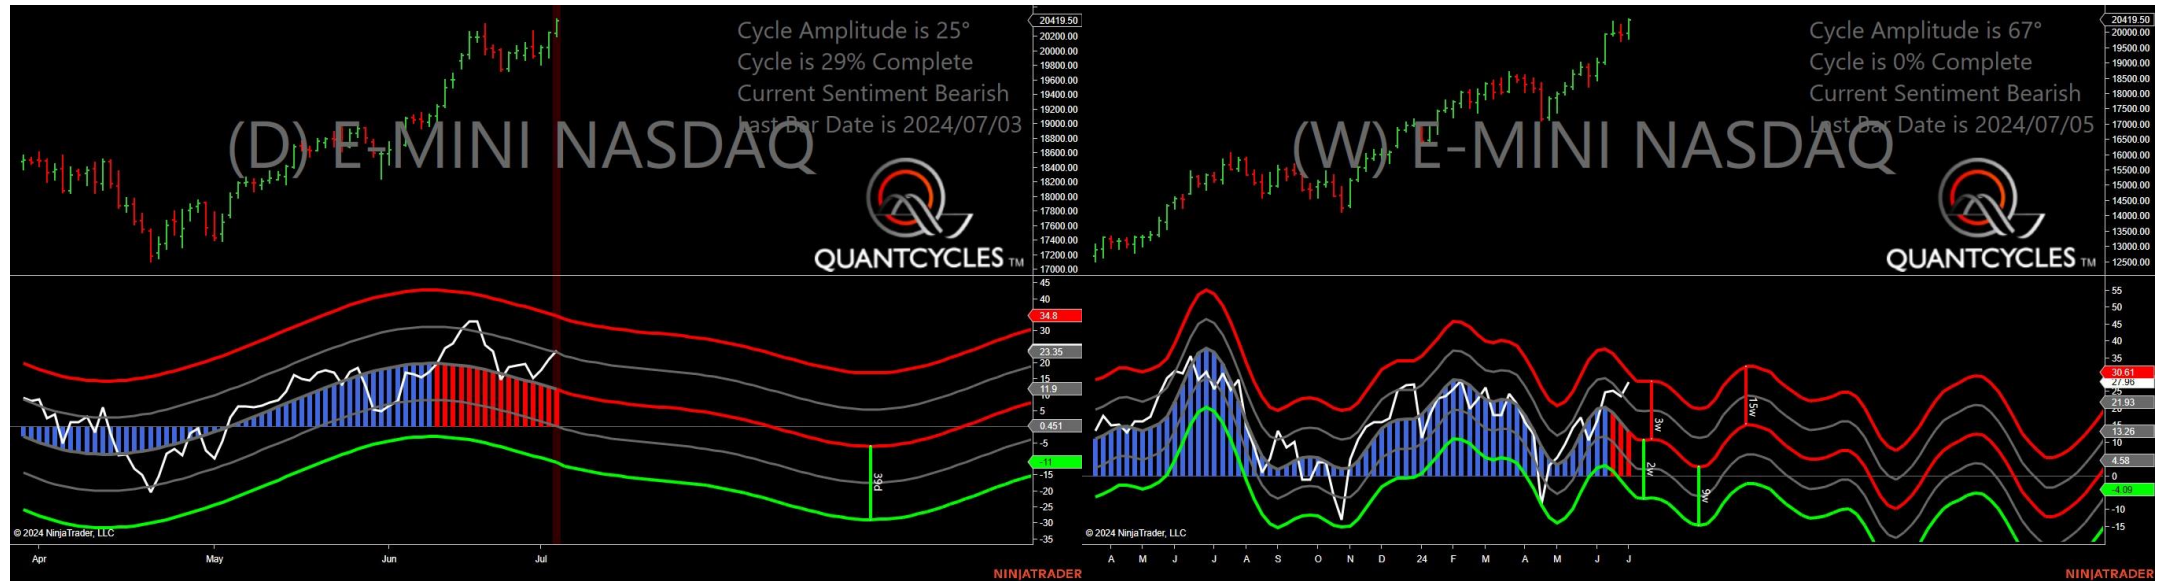 Cycle Amplitude is 25°
Cycle is 29% Complete
Current Sentiment Bearish
Last Bar Date is 2024/07/03
(D) E-MINI NASDAQ
QUANTCYCLES TM
20419.50
20200.00
20000.00
19800.00
19600.00
19400.00
19200.00
19000.00
18800.00
18600.00
18400.00
18200.00
18000.00
17800.00
17600.00
17400.00
17200.00
17000.00
45
40
34.8
30
23.35
20
15
11.9
10
5
0.451
-5
-11
-15
-20
-25
-30
-35
39d
© 2024 NinjaTrader, LLC
Apr May Jun Jul
NINJATRADER
Cycle Amplitude is 67°
Cycle is 0% Complete
Current Sentiment Bearish
Last Bar Date is 2024/07/05
(W) E-MINI NASDAQ
QUANTCYCLES TM
20419.50
20000.00
19500.00
19000.00
18500.00
18000.00
17500.00
17000.00
16500.00
16000.00
15500.00
15000.00
14500.00
14000.00
13500.00
13000.00
12500.00
55
50
45
40
35
30.61
27.96
21.93
13.26
10
4.58
0
-4.09
-10
-15
3w
15w
2w
9w
© 2024 NinjaTrader, LLC
A M J J A S O N D 24 F M A M J J
NINJATRADER